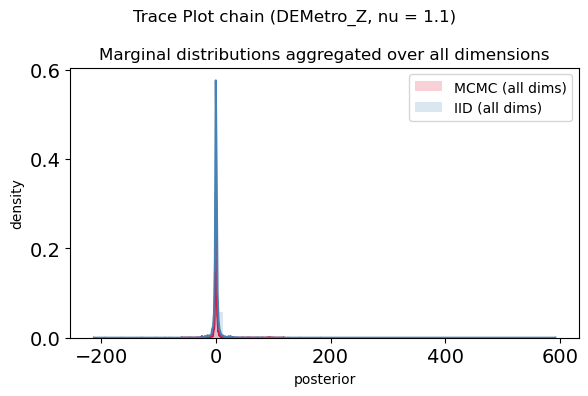 Trace Plot chain (DEMetro_Z, nu = 1.1)
Marginal distributions aggregated over all dimensions
MCMC (all dims)
IID (all dims)
density
0.6
0.4
0.2
0.0
−200
0
200
400
600
posterior